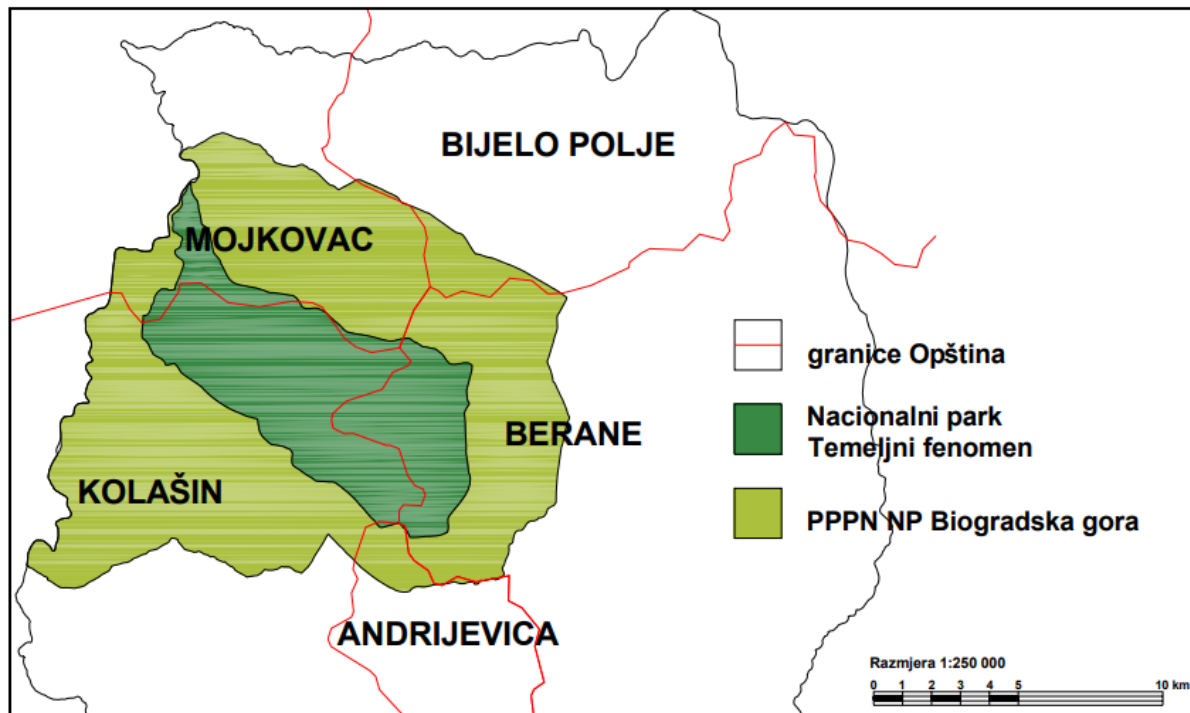 BIJELO POLJE
MOJKOVAC
granice Opština
Nacionalni park
Temeljni fenomen
BERANE
KOLAŠIN
PPPN NP Biogradska gora
ANDRIJEVICA
Razmjera 1:250 000
0 1 2 3 4 5 10 km